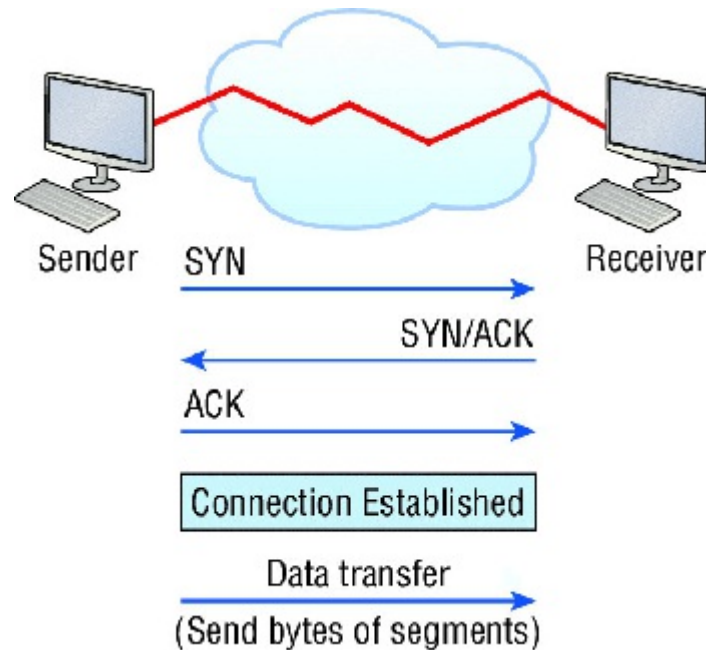 Sender
Receiver
SYN
SYN/ACK
ACK
Connection Established
Data transfer
(Send bytes of segments)